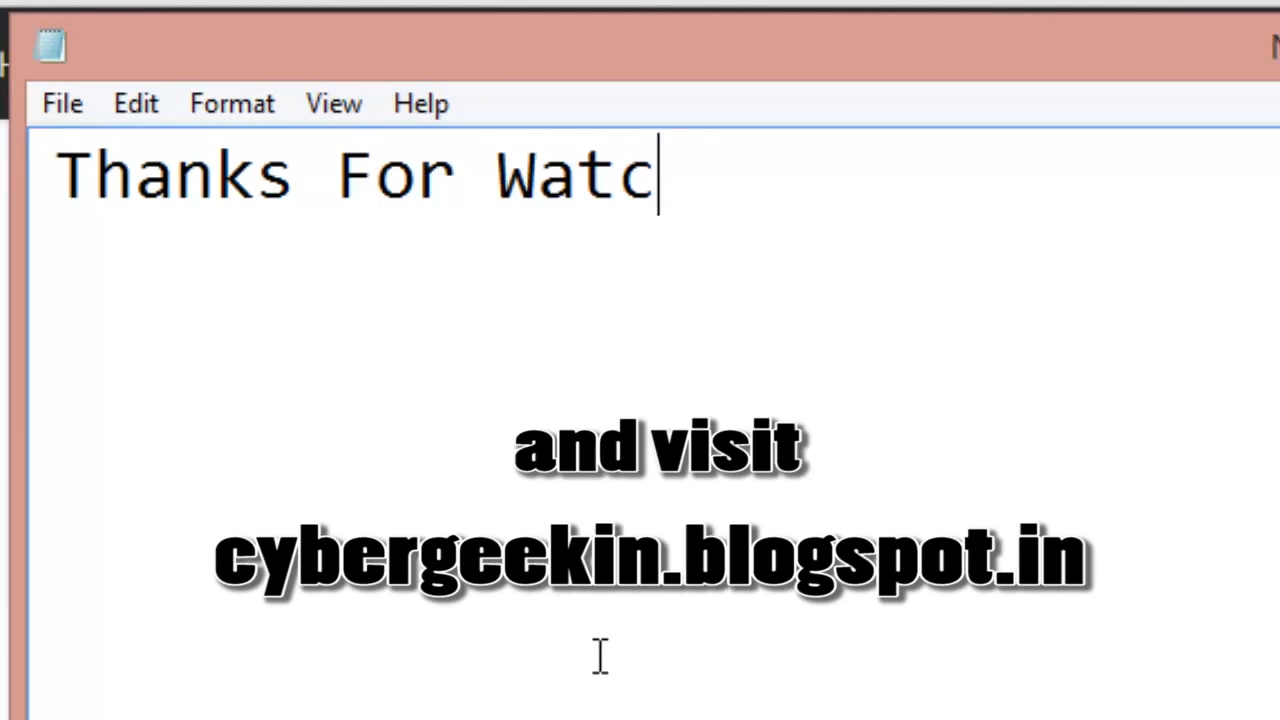 File Edit Format View Help
Thanks For Watc
and visit
cybergeekin.blogspot.in